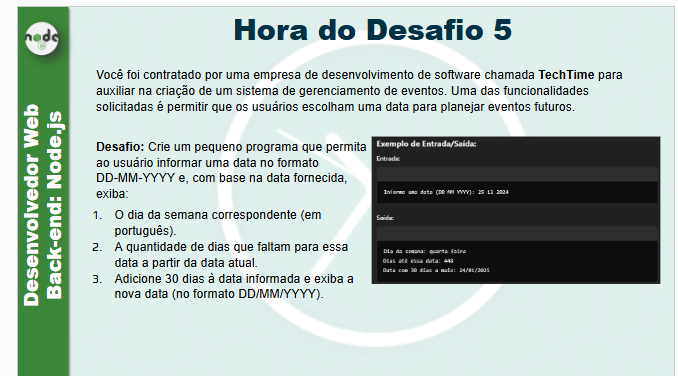 node
JS
Hora do Desafio 5
Desenvolvedor Web
Back-end: Node.js
Você foi contratado por uma empresa de desenvolvimento de software chamada TechTime para
auxiliar na criação de um sistema de gerenciamento de eventos. Uma das funcionalidades
solicitadas é permitir que os usuários escolham uma data para planejar eventos futuros.
Desafio: Crie um pequeno programa que permita
ao usuário informar uma data no formato
DD-MM-YYYY e, com base na data fornecida,
exiba:
1. O dia da semana correspondente (em
português).
2. A quantidade de dias que faltam para essa
data a partir da data atual.
3. Adicione 30 dias à data informada e exiba a
nova data (no formato DD/MM/YYYY).
Exemplo de Entrada/Saída:
Entrada:
Informe uma data (DD MM YYYY): 25 12 2024
Saída:
Dia da semana: quarta-feira
Dias até essa data: 448
Data com 30 dias a mais: 24/01/2025